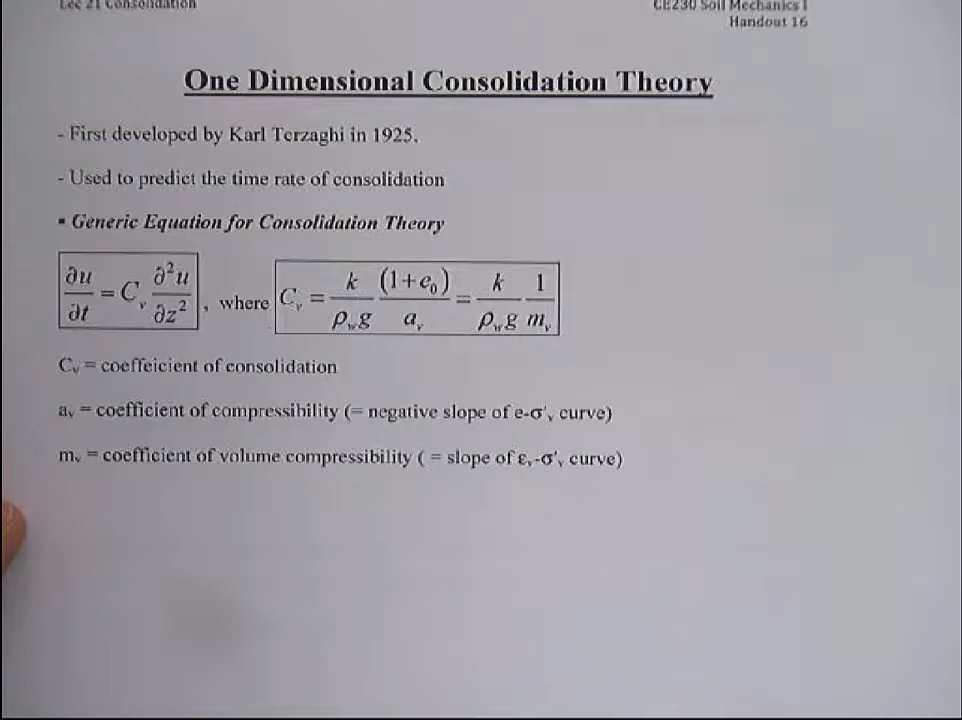 Lec 21 Consolidation
CE230 Soil Mechanics I
Handout 16
One Dimensional Consolidation Theory
- First developed by Karl Terzaghi in 1925.
- Used to predict the time rate of consolidation
▪ Generic Equation for Consolidation Theory
∂u/∂t = C_v ∂²u/∂z² , where C_v = k/(ρ_w g) (1+e_0)/a_v = k/(ρ_w g) 1/m_v
C_v = coeffeicient of consolidation
a_v = coefficient of compressibility (= negative slope of e-σ'_v curve)
m_v = coefficient of volume compressibility ( = slope of ε_v-σ'_v curve)